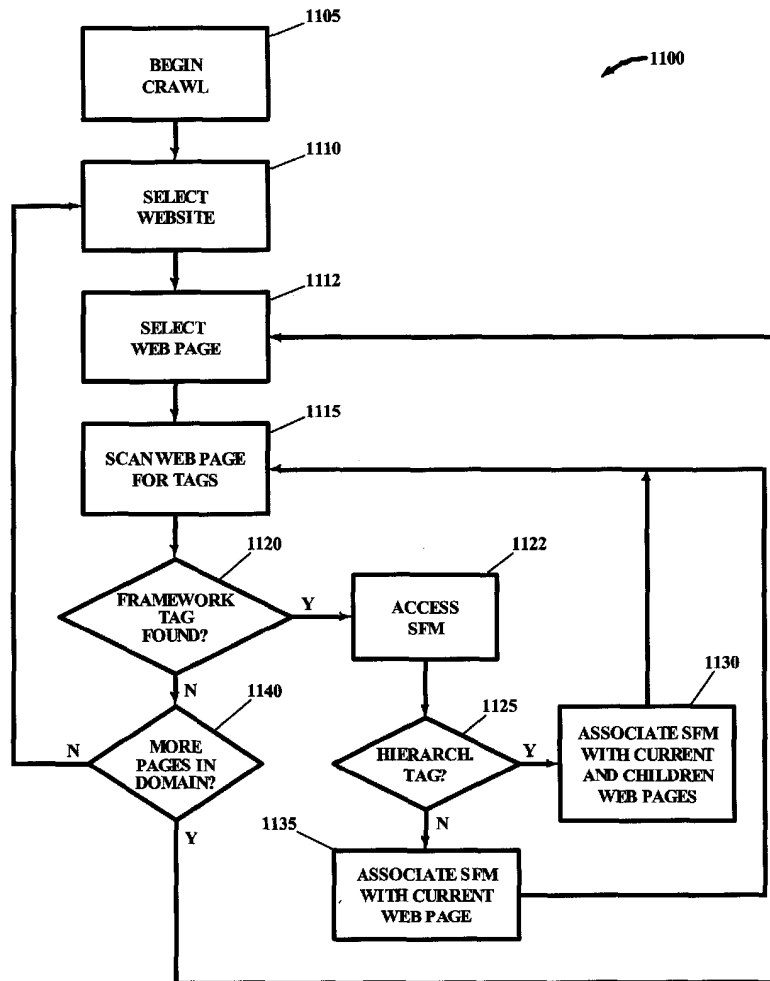 1105
BEGIN
CRAWL
1100
1110
SELECT
WEBSITE
1112
SELECT
WEB PAGE
1115
SCAN WEB PAGE
FOR TAGS
1120
FRAMEWORK
TAG
FOUND?
Y
N
1122
ACCESS
SFM
1125
HIERARCH.
TAG?
Y
N
1130
ASSOCIATE SFM
WITH CURRENT
AND CHILDREN
WEB PAGES
1140
MORE
PAGES IN
DOMAIN?
N
Y
1135
ASSOCIATE SFM
WITH CURRENT
WEB PAGE